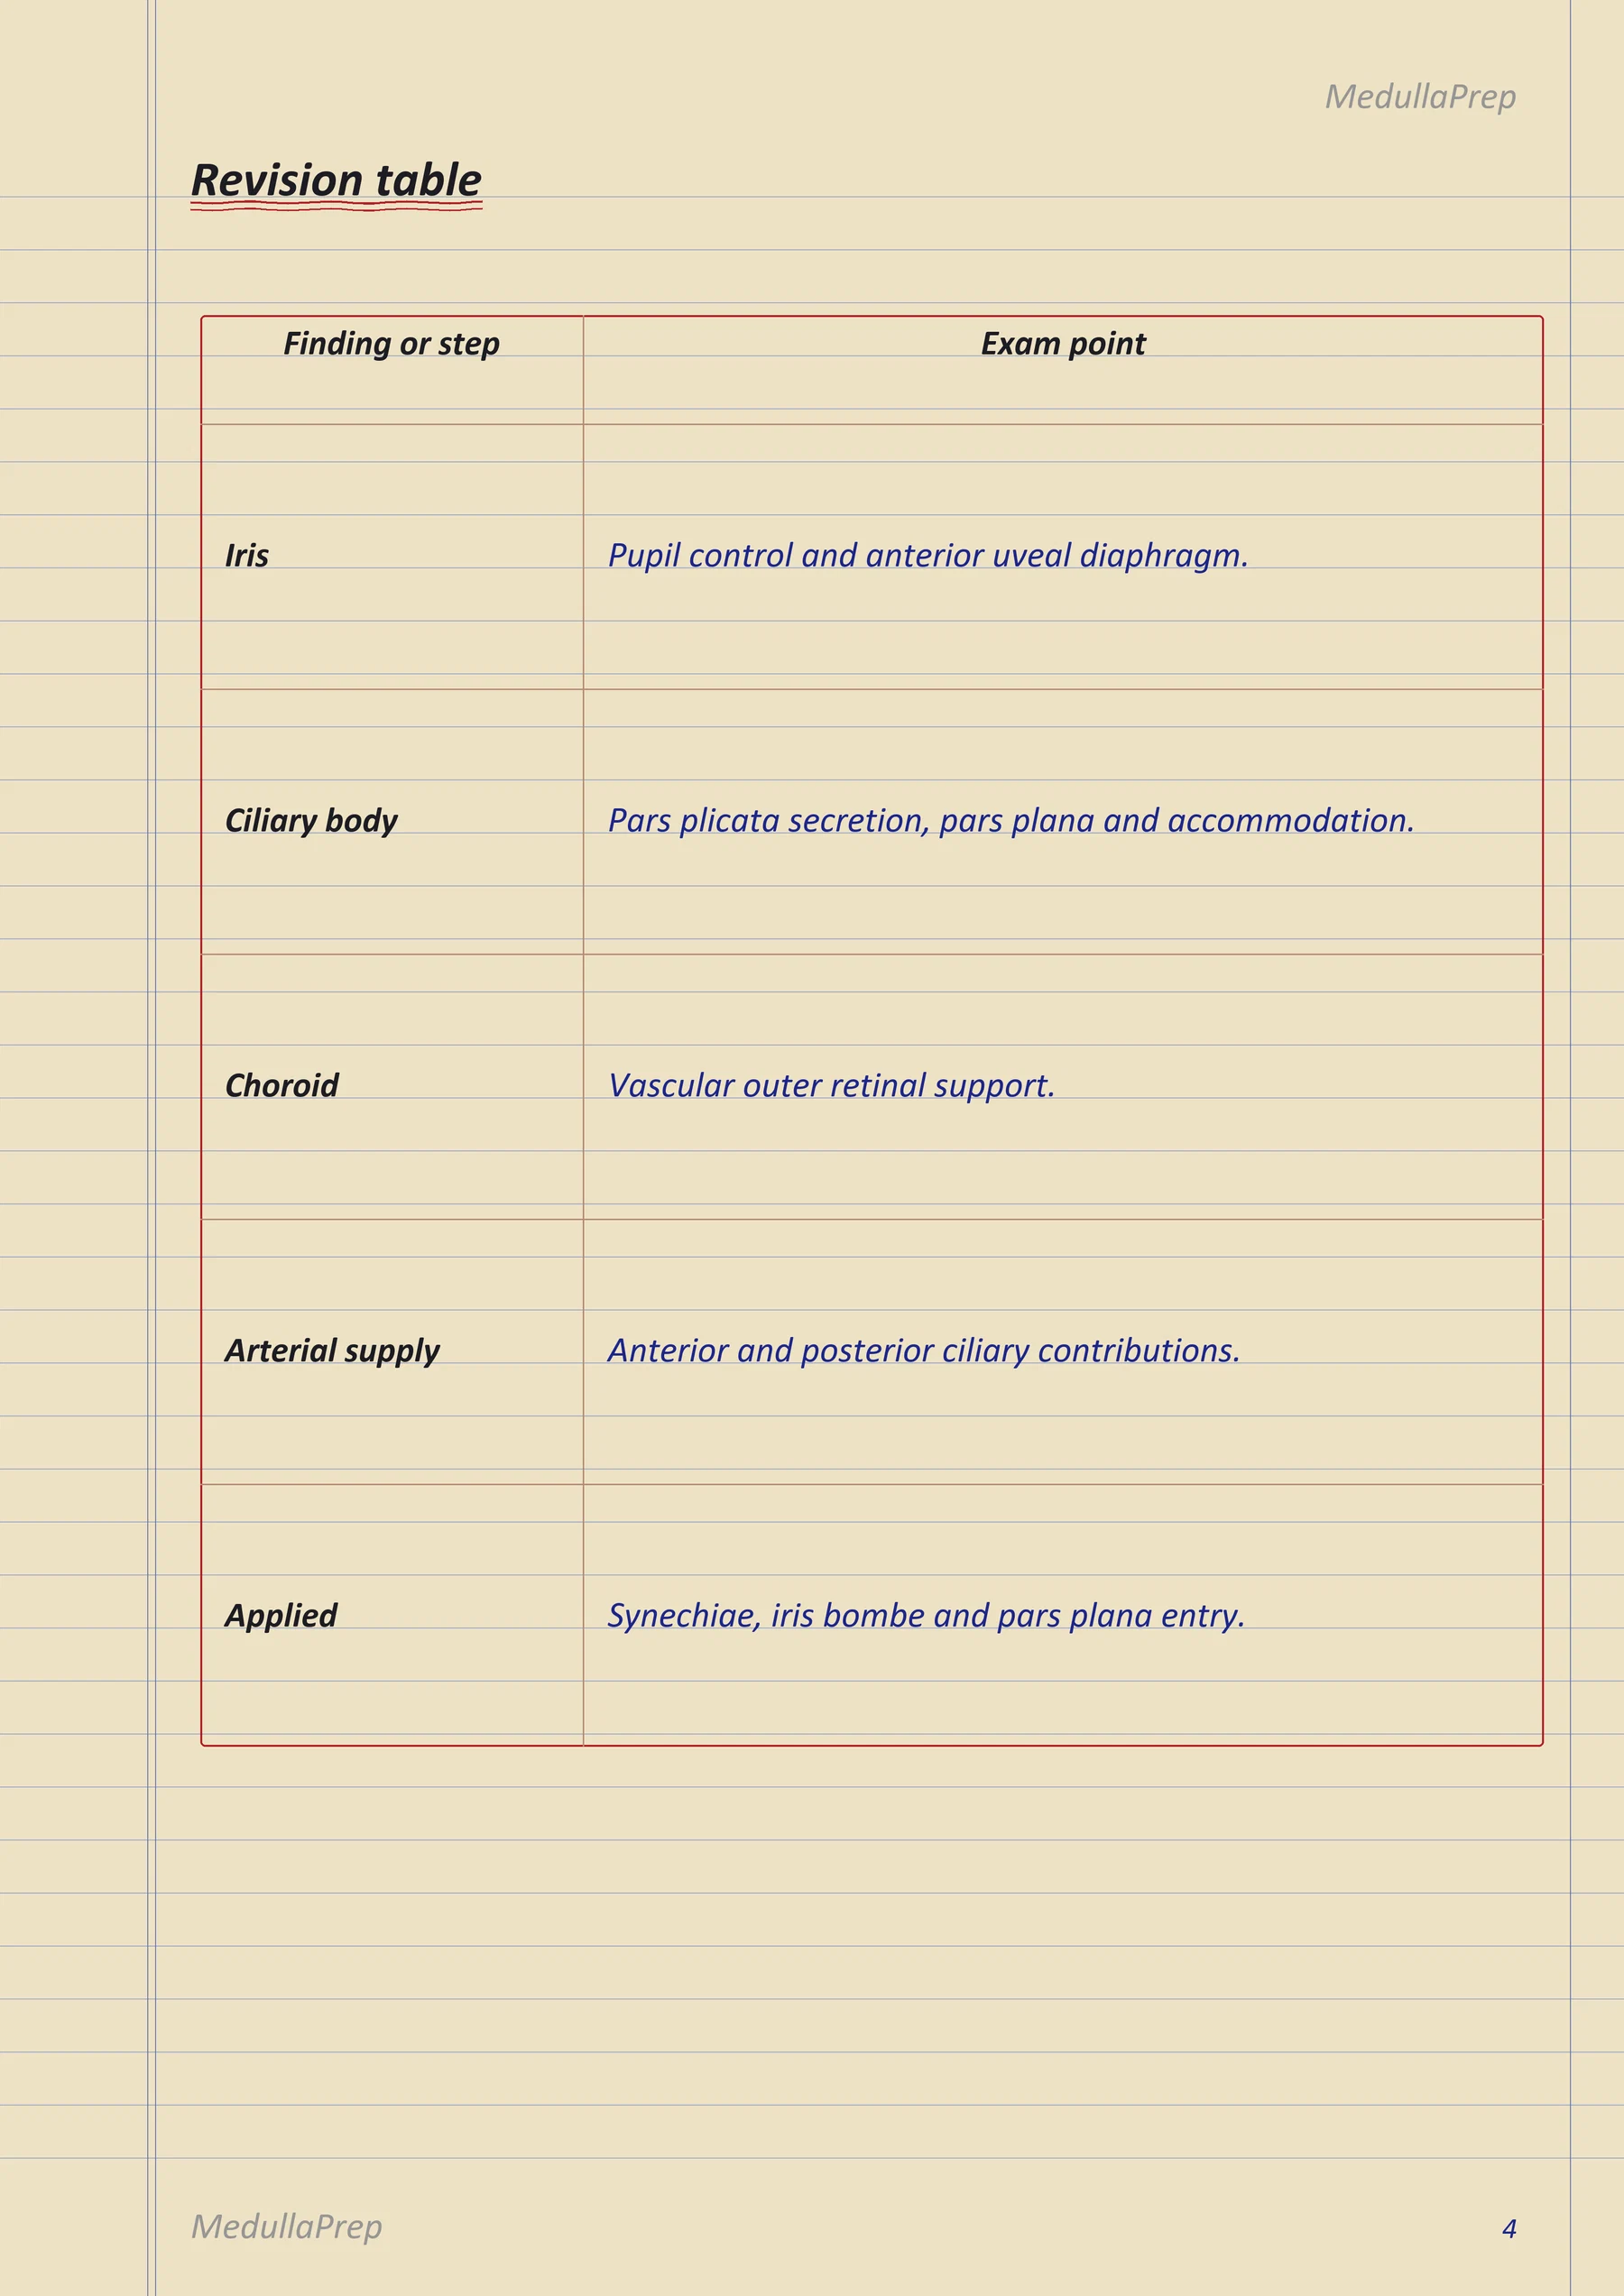 MedullaPrep
Revision table
Finding or step Exam point
Iris Pupil control and anterior uveal diaphragm.
Ciliary body Pars plicata secretion, pars plana and accommodation.
Choroid Vascular outer retinal support.
Arterial supply Anterior and posterior ciliary contributions.
Applied Synechiae, iris bombe and pars plana entry.
MedullaPrep 4